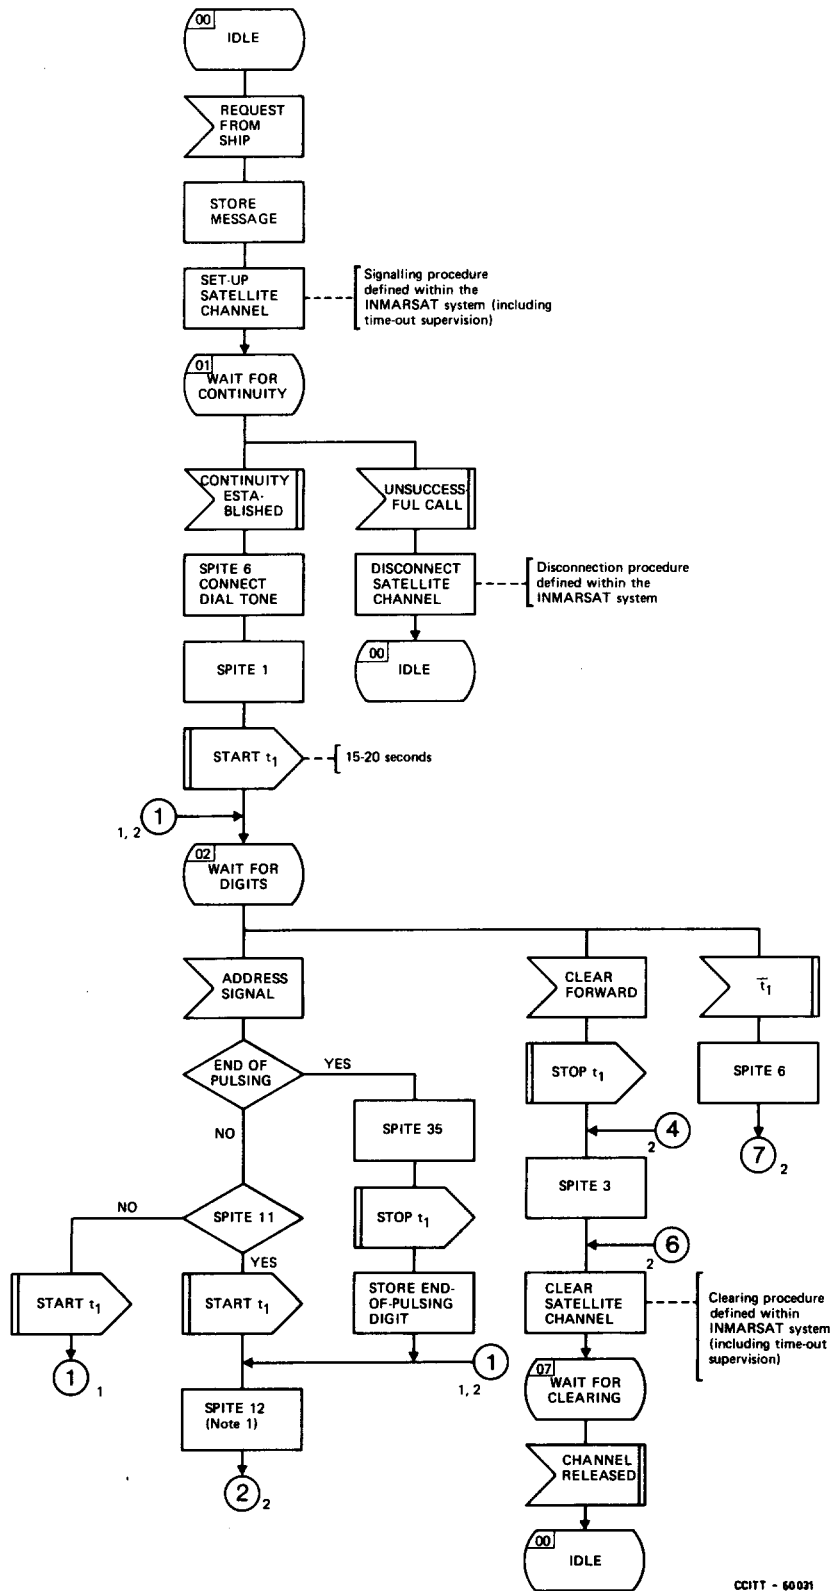 00
IDLE
REQUEST
FROM
SHIP
STORE
MESSAGE
SET-UP
SATELLITE
CHANNEL
Signalling procedure
defined within the
INMARSAT system (including
time-out supervision)
01
WAIT FOR
CONTINUITY
CONTINUITY
ESTA-
BLISHED
UNSUCCESS-
FUL CALL
SPITE 6
CONNECT
DIAL TONE
DISCONNECT
SATELLITE
CHANNEL
Disconnection procedure
defined within the
INMARSAT system
SPITE 1
00
IDLE
START t1
15-20 seconds
1
1, 2
02
WAIT FOR
DIGITS
ADDRESS
SIGNAL
CLEAR
FORWARD
t̅1
END OF
PULSING
YES
NO
SPITE 35
STOP t1
SPITE 6
4
2
7
2
SPITE 3
NO
SPITE 11
YES
STOP t1
6
2
START t1
START t1
STORE END-
OF-PULSING
DIGIT
CLEAR
SATELLITE
CHANNEL
Clearing procedure
defined within
INMARSAT system
(including time-out
supervision)
1
1
1
1, 2
SPITE 12
(Note 1)
07
WAIT FOR
CLEARING
2
2
CHANNEL
RELEASED
00
IDLE
CCITT - 60031